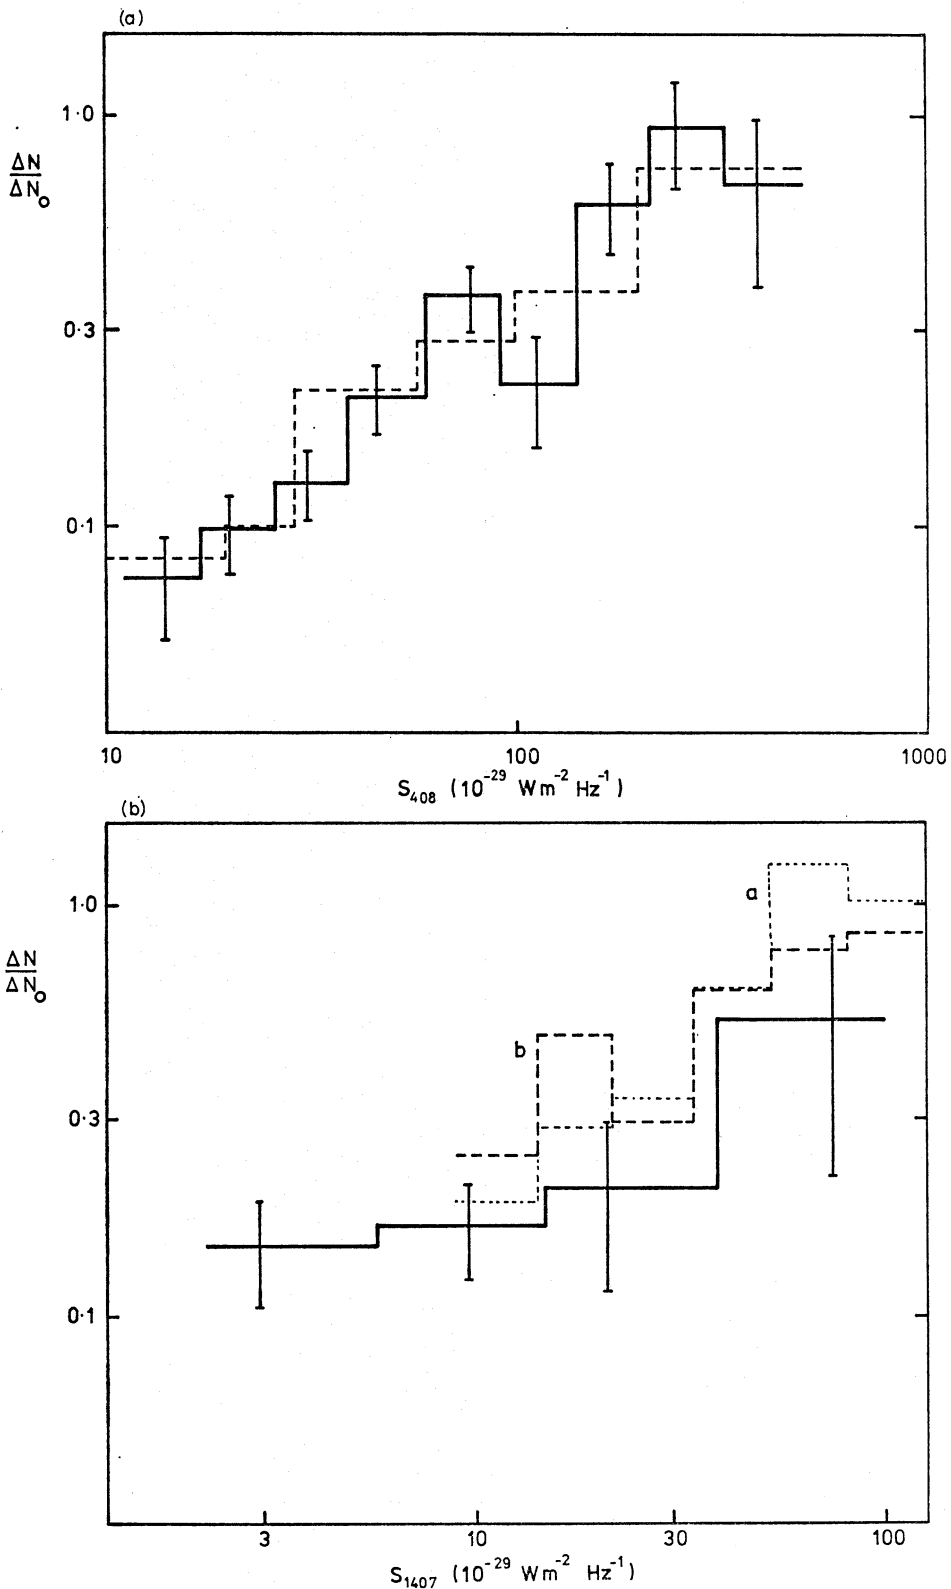 (a)
1·0
ΔN
ΔN₀
0·3
0·1
10 100 1000
S₄₀₈ (10⁻²⁹ Wm⁻² Hz⁻¹)
(b)
a
1·0
ΔN
ΔN₀
b
0·3
0·1
3 10 30 100
S₁₄₀₇ (10⁻²⁹ Wm⁻² Hz⁻¹)